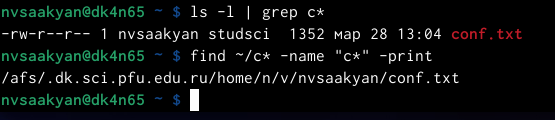 nvsaakyan@dk4n65 ~ $ ls -l | grep c*
-rw-r--r-- 1 nvsaakyan studsci 1352 мар 28 13:04 conf.txt
nvsaakyan@dk4n65 ~ $ find ~/c* -name "c*" -print
/afs/.dk.sci.pfu.edu.ru/home/n/v/nvsaakyan/conf.txt
nvsaakyan@dk4n65 ~ $